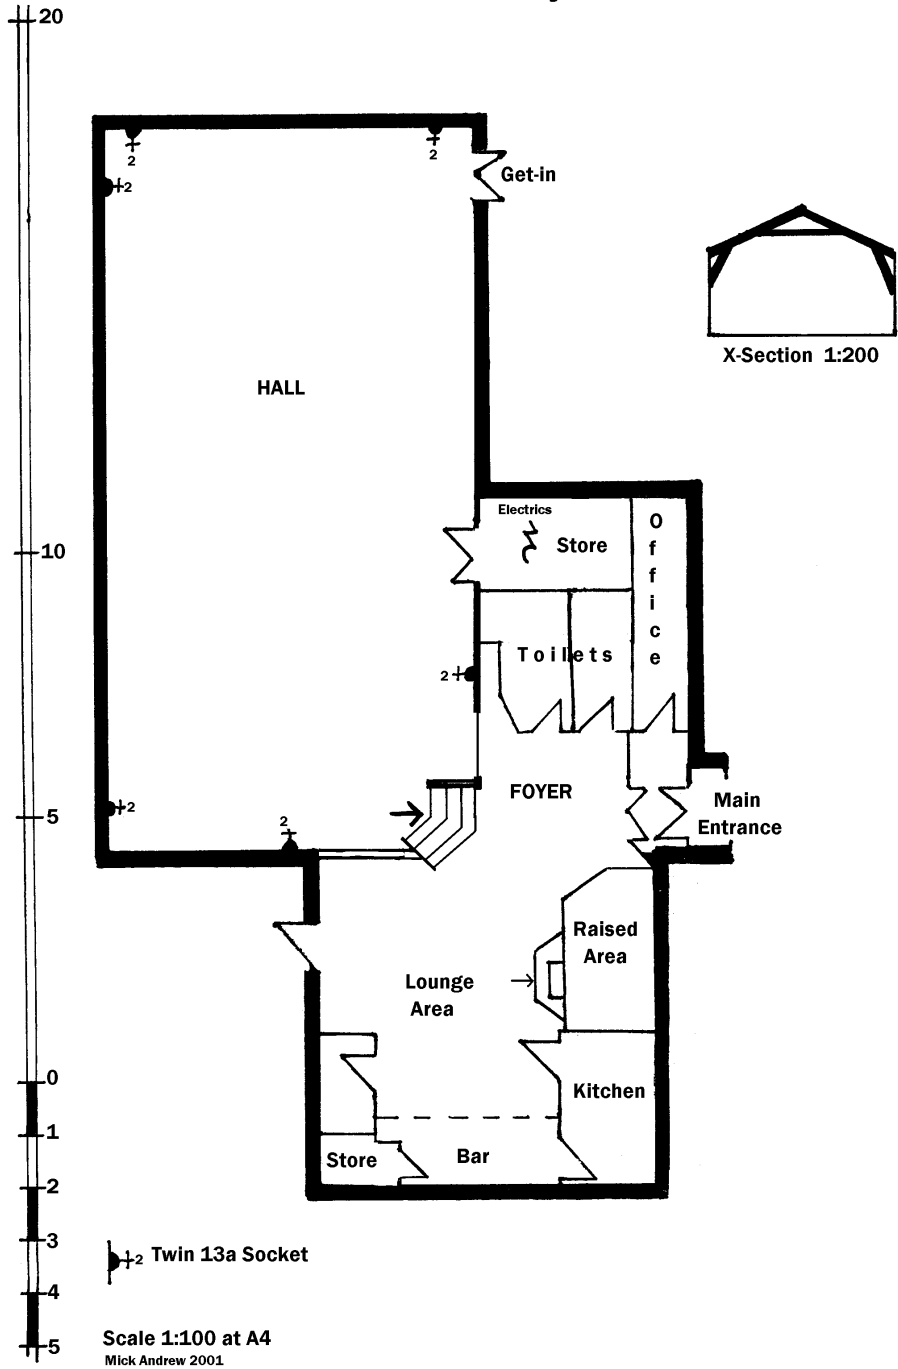 20
2
2
2
Get-in
X-Section 1:200
HALL
Electrics
Store
Office
10
Toilets
2
FOYER
Main
Entrance
2
2
5
Raised
Area
Lounge
Area
0
Kitchen
1
Store
Bar
2
3
2 Twin 13a Socket
4
Scale 1:100 at A4
5
Mick Andrew 2001